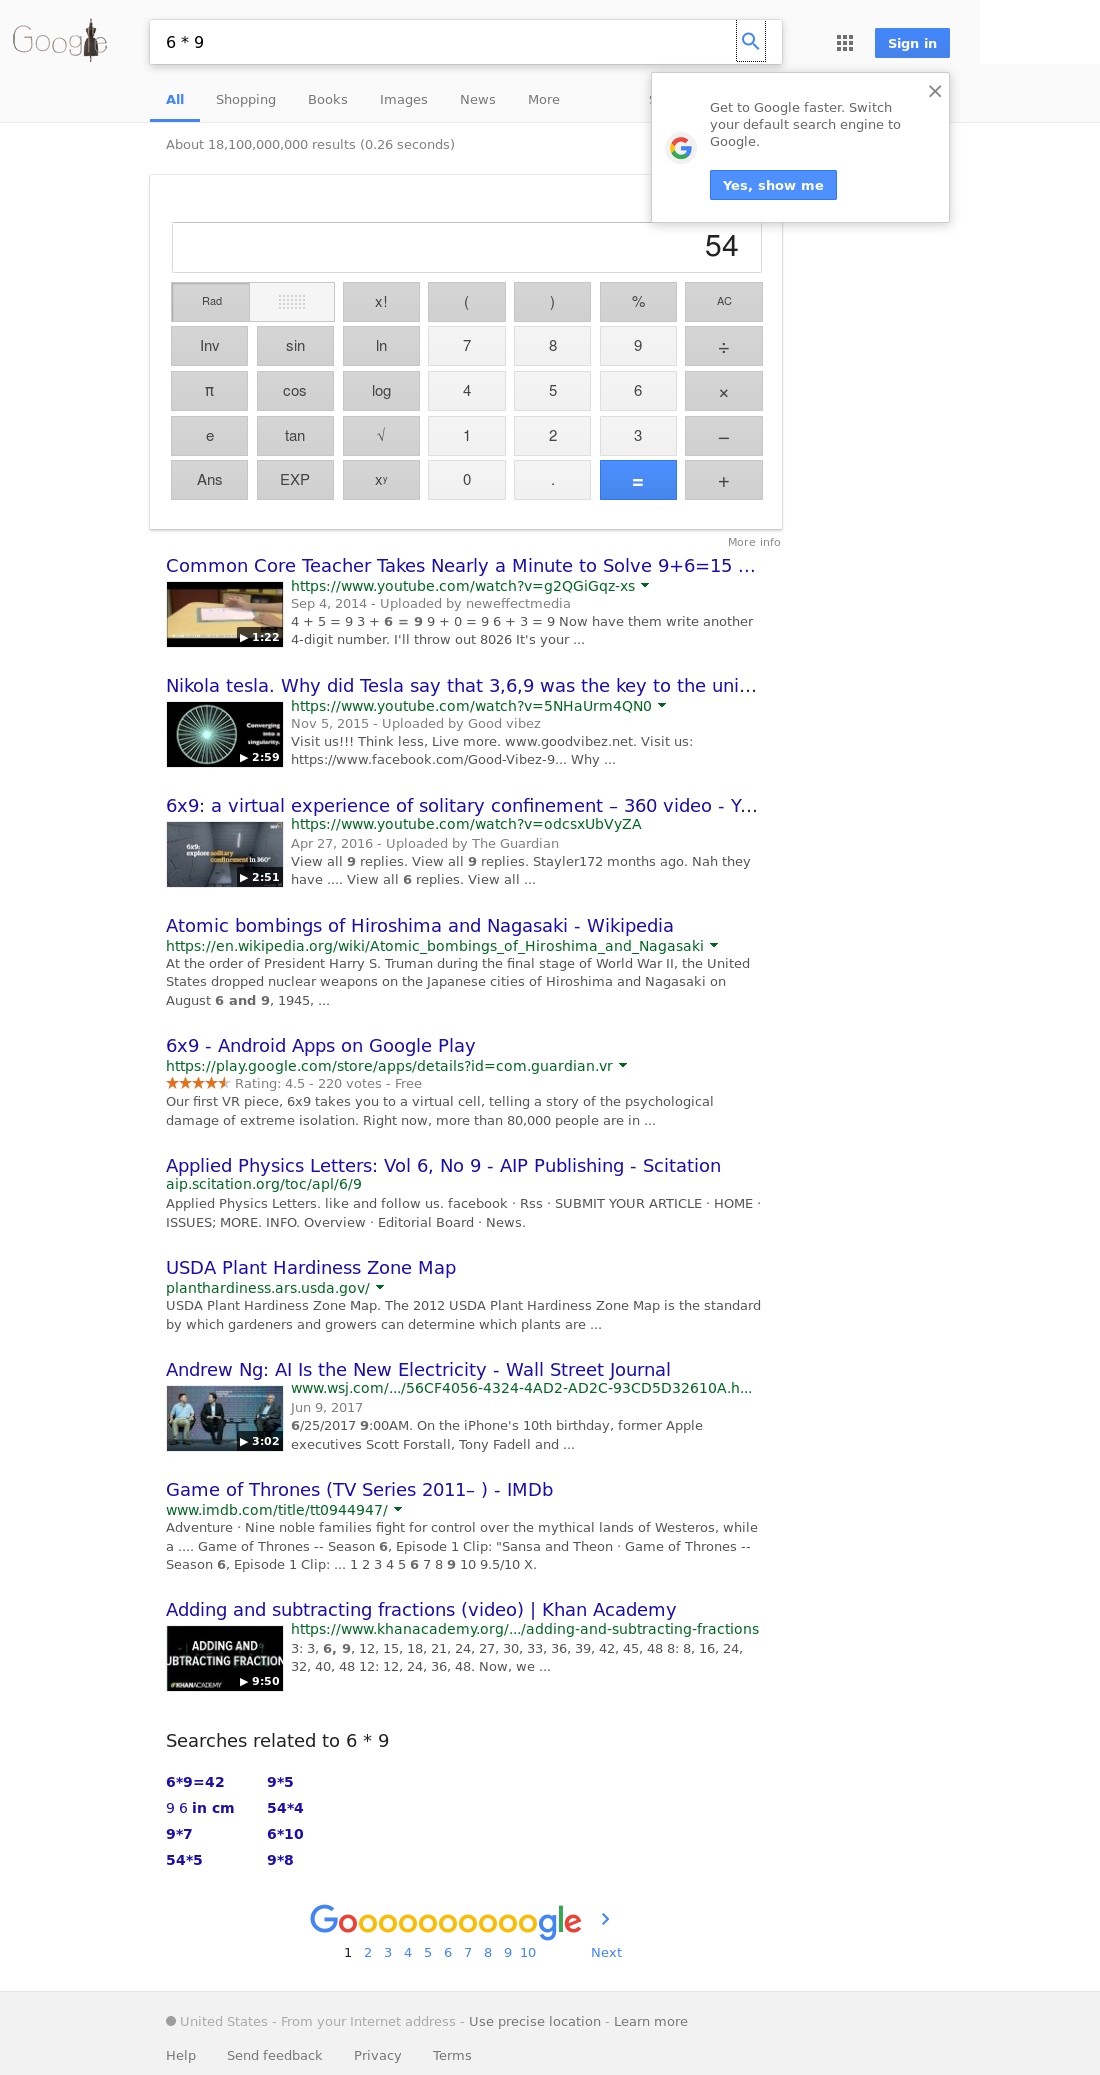 Google
6 * 9
Sign in
All Shopping Books Images News More
Get to Google faster. Switch
your default search engine to
Google.
Yes, show me
About 18,100,000,000 results (0.26 seconds)
54
Rad x! ( ) % AC
Inv sin ln 7 8 9 ÷
π cos log 4 5 6 ×
e tan √ 1 2 3 −
Ans EXP xʸ 0 . = +
More info
Common Core Teacher Takes Nearly a Minute to Solve 9+6=15 ...
https://www.youtube.com/watch?v=g2QGiGqz-xs
Sep 4, 2014 - Uploaded by neweffectmedia
4 + 5 = 9 3 + 6 = 9 9 + 0 = 9 6 + 3 = 9 Now have them write another
4-digit number. I'll throw out 8026 It's your ...
▶ 1:22
Nikola tesla. Why did Tesla say that 3,6,9 was the key to the uni...
https://www.youtube.com/watch?v=5NHaUrm4QN0
Nov 5, 2015 - Uploaded by Good vibez
Visit us!!! Think less, Live more. www.goodvibez.net. Visit us:
https://www.facebook.com/Good-Vibez-9... Why ...
Converging
into a
singularity.
▶ 2:59
6x9: a virtual experience of solitary confinement – 360 video - Y...
https://www.youtube.com/watch?v=odcsxUbVyZA
Apr 27, 2016 - Uploaded by The Guardian
View all 9 replies. View all 9 replies. Stayler172 months ago. Nah they
have .... View all 6 replies. View all ...
6x9:
explore solitary
confinement in 360°
▶ 2:51
Atomic bombings of Hiroshima and Nagasaki - Wikipedia
https://en.wikipedia.org/wiki/Atomic_bombings_of_Hiroshima_and_Nagasaki
At the order of President Harry S. Truman during the final stage of World War II, the United
States dropped nuclear weapons on the Japanese cities of Hiroshima and Nagasaki on
August 6 and 9, 1945, ...
6x9 - Android Apps on Google Play
https://play.google.com/store/apps/details?id=com.guardian.vr
Rating: 4.5 - 220 votes - Free
Our first VR piece, 6x9 takes you to a virtual cell, telling a story of the psychological
damage of extreme isolation. Right now, more than 80,000 people are in ...
Applied Physics Letters: Vol 6, No 9 - AIP Publishing - Scitation
aip.scitation.org/toc/apl/6/9
Applied Physics Letters. like and follow us. facebook · Rss · SUBMIT YOUR ARTICLE · HOME ·
ISSUES; MORE. INFO. Overview · Editorial Board · News.
USDA Plant Hardiness Zone Map
planthardiness.ars.usda.gov/
USDA Plant Hardiness Zone Map. The 2012 USDA Plant Hardiness Zone Map is the standard
by which gardeners and growers can determine which plants are ...
Andrew Ng: AI Is the New Electricity - Wall Street Journal
www.wsj.com/.../56CF4056-4324-4AD2-AD2C-93CD5D32610A.h...
Jun 9, 2017
6/25/2017 9:00AM. On the iPhone's 10th birthday, former Apple
executives Scott Forstall, Tony Fadell and ...
▶ 3:02
Game of Thrones (TV Series 2011– ) - IMDb
www.imdb.com/title/tt0944947/
Adventure · Nine noble families fight for control over the mythical lands of Westeros, while
a .... Game of Thrones -- Season 6, Episode 1 Clip: "Sansa and Theon · Game of Thrones --
Season 6, Episode 1 Clip: ... 1 2 3 4 5 6 7 8 9 10 9.5/10 X.
Adding and subtracting fractions (video) | Khan Academy
https://www.khanacademy.org/.../adding-and-subtracting-fractions
3: 3, 6, 9, 12, 15, 18, 21, 24, 27, 30, 33, 36, 39, 42, 45, 48 8: 8, 16, 24,
32, 40, 48 12: 12, 24, 36, 48. Now, we ...
ADDING AND
UBTRACTING FRACTION
KHANACADEMY
▶ 9:50
Searches related to 6 * 9
6*9=42 9*5
9 6 in cm 54*4
9*7 6*10
54*5 9*8
Goooooooooogle
1 2 3 4 5 6 7 8 9 10 Next
United States - From your Internet address - Use precise location - Learn more
Help Send feedback Privacy Terms